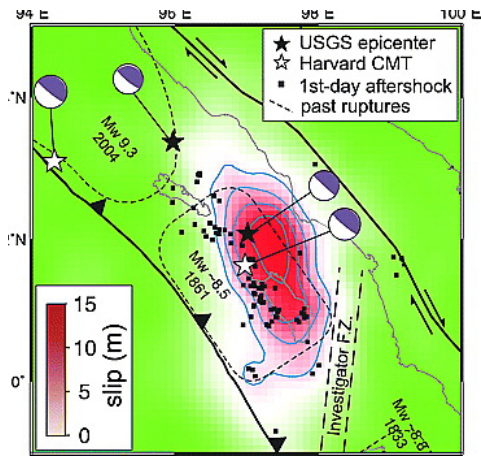 94 E
96 E
98 E
100 E
USGS epicenter
Harvard CMT
1st-day aftershock
past ruptures
°N
Mw 9.3
2004
°N
Mw ~8.5
1861
15
10
5
0
slip (m)
0°
Investigator F.Z.
Mw ~8.8
1833